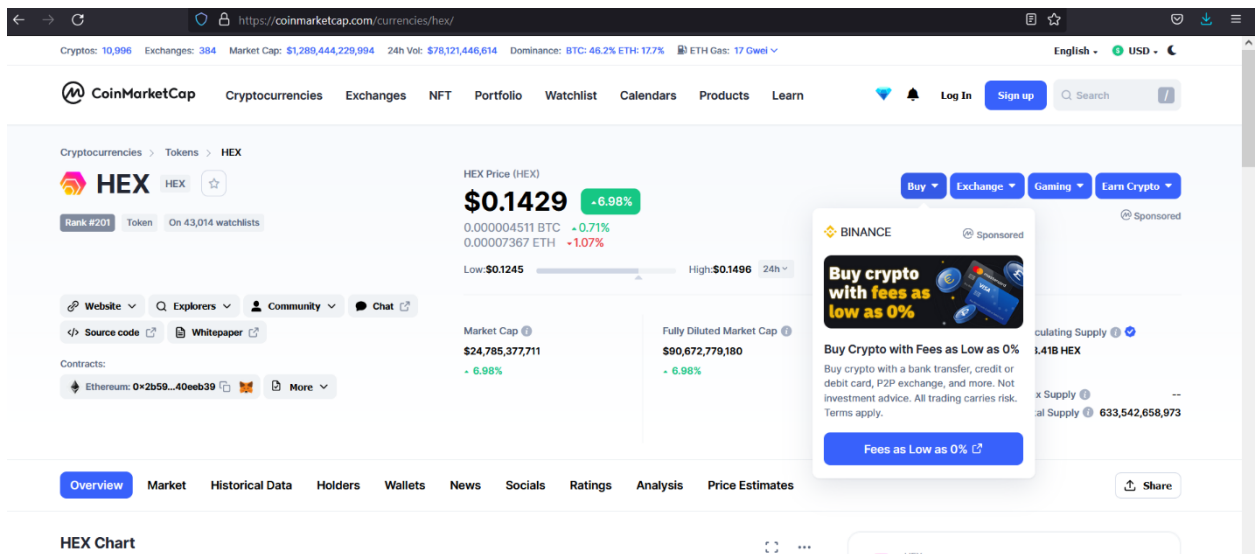 https://coinmarketcap.com/currencies/hex/
Cryptos: 10,996 Exchanges: 384 Market Cap: $1,289,444,229,994 24h Vol: $78,121,446,614 Dominance: BTC: 46.2% ETH: 17.7% ETH Gas: 17 Gwei English USD
CoinMarketCap Cryptocurrencies Exchanges NFT Portfolio Watchlist Calendars Products Learn Log In Sign up Search /
Cryptocurrencies > Tokens > HEX
HEX HEX
Rank #201 Token On 43,014 watchlists
Website Explorers Community Chat
Source code Whitepaper
Contracts:
Ethereum: 0×2b59...40eeb39 More
HEX Price (HEX)
$0.1429 6.98%
0.000004511 BTC 0.71%
0.00007367 ETH 1.07%
Low:$0.1245 High:$0.1496 24h
Market Cap
$24,785,377,711
6.98%
Fully Diluted Market Cap
$90,672,779,180
6.98%
Buy Exchange Gaming Earn Crypto
Sponsored
BINANCE Sponsored
Buy crypto
with fees as
low as 0%
Buy Crypto with Fees as Low as 0%
Buy crypto with a bank transfer, credit or
debit card, P2P exchange, and more. Not
investment advice. All trading carries risk.
Terms apply.
Fees as Low as 0%
culating Supply
.41B HEX
x Supply --
al Supply 633,542,658,973
Overview Market Historical Data Holders Wallets News Socials Ratings Analysis Price Estimates Share
HEX Chart